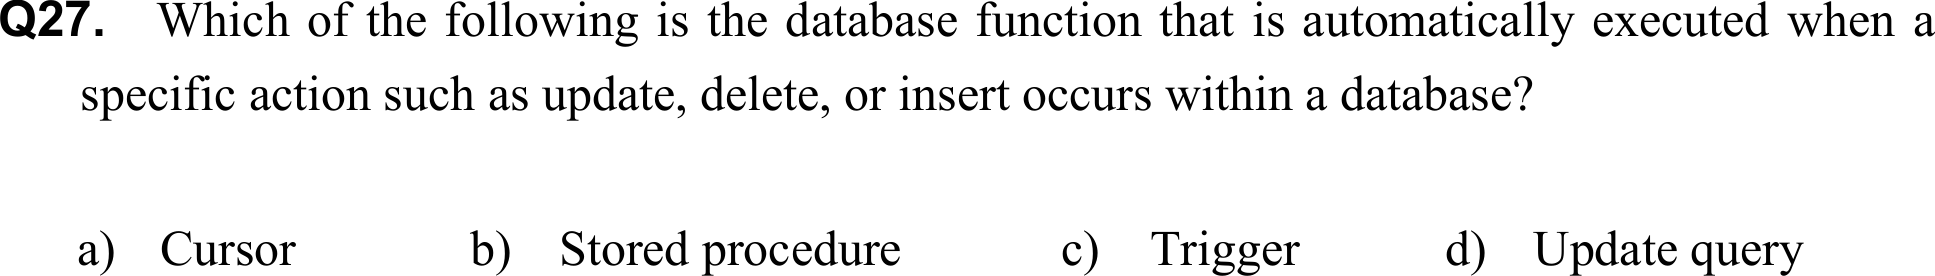 Q27. Which of the following is the database function that is automatically executed when a
specific action such as update, delete, or insert occurs within a database?
a) Cursor b) Stored procedure c) Trigger d) Update query